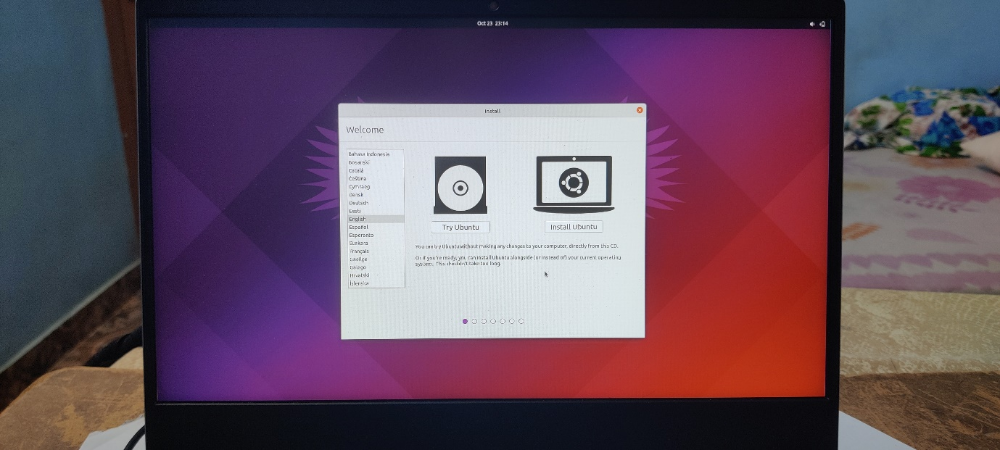 Oct 23 23:14
Install
Welcome
Bahasa Indonesia
Bosanski
Català
Čeština
Cymraeg
Dansk
Deutsch
Eesti
English
Español
Esperanto
Euskara
Français
Gaeilge
Galego
Hrvatski
Íslenska
Try Ubuntu
Install Ubuntu
You can try Ubuntu without making any changes to your computer, directly from this CD.
Or if you're ready, you can install Ubuntu alongside (or instead of) your current operating
system. This shouldn't take too long.